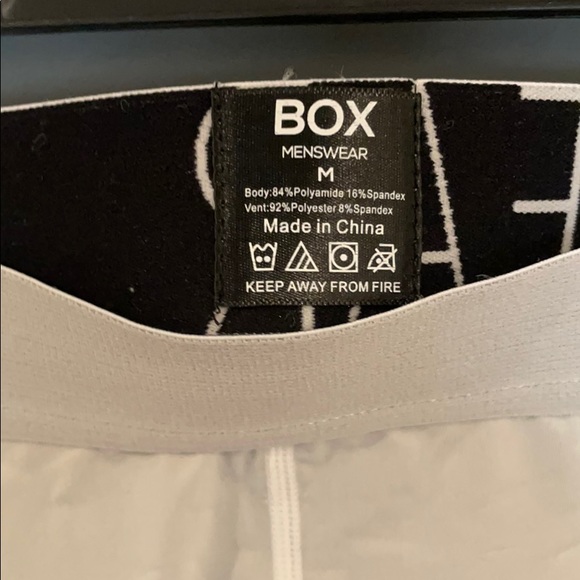 BOX
MENSWEAR
M
Body:84%Polyamide 16%Spandex
Vent:92%Polyester 8%Spandex
Made in China
KEEP AWAY FROM FIRE